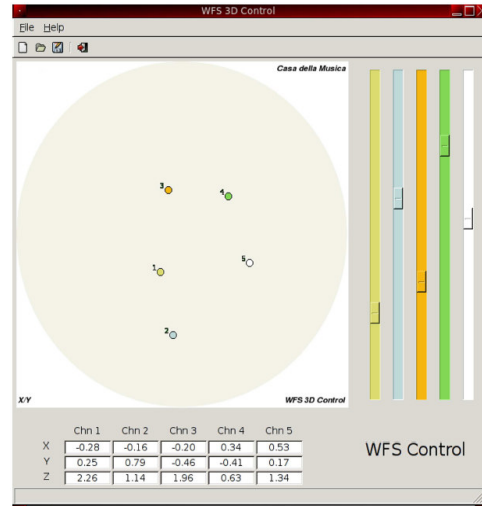 WFS 3D Control
File Help
Casa della Musica
3
4
5
1
2
X/Y
WFS 3D Control
Chn 1 Chn 2 Chn 3 Chn 4 Chn 5
X -0.28 -0.16 -0.20 0.34 0.53
Y 0.25 0.79 -0.46 -0.41 0.17
Z 2.26 1.14 1.96 0.63 1.34
WFS Control